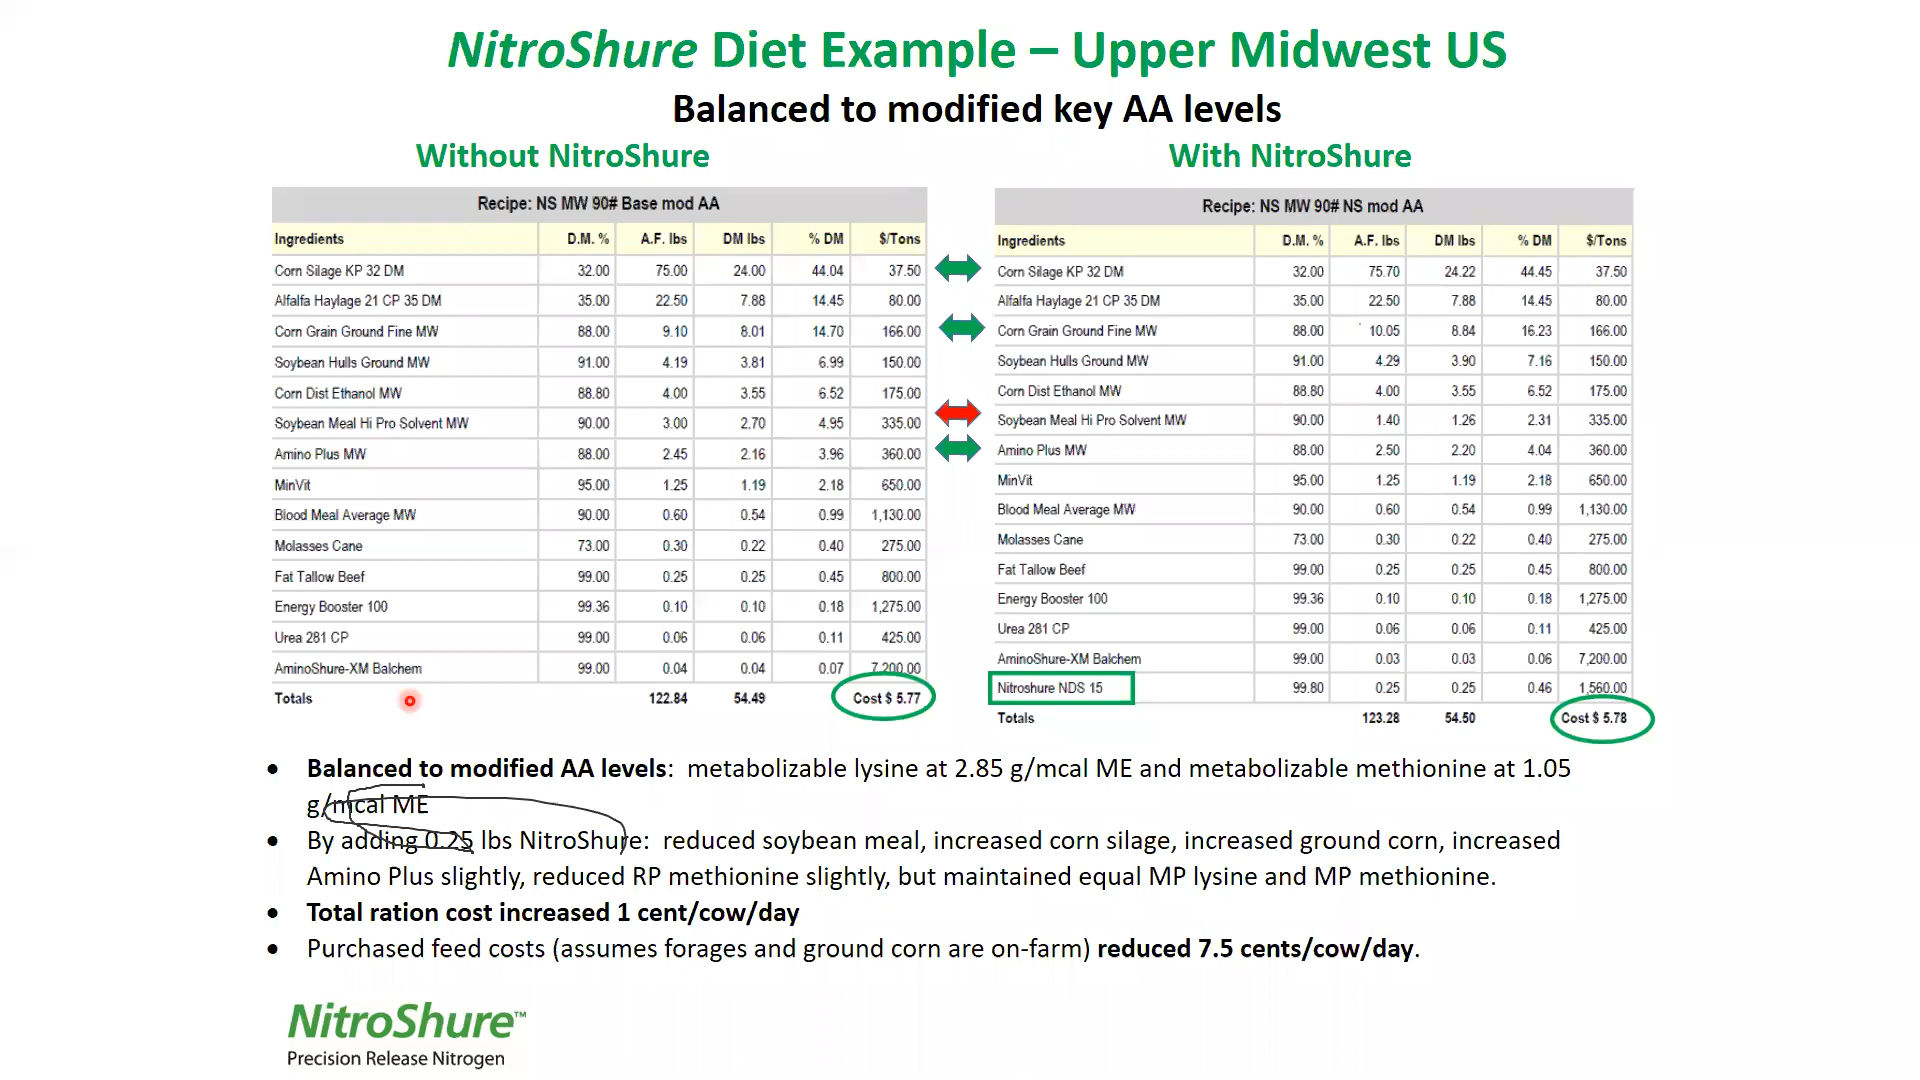 NitroShure Diet Example – Upper Midwest US
Balanced to modified key AA levels
Without NitroShure
Recipe: NS MW 90# Base mod AA
Ingredients D.M. % A.F. lbs DM lbs % DM $/Tons
Corn Silage KP 32 DM 32.00 75.00 24.00 44.04 37.50
Alfalfa Haylage 21 CP 35 DM 35.00 22.50 7.88 14.45 80.00
Corn Grain Ground Fine MW 88.00 9.10 8.01 14.70 166.00
Soybean Hulls Ground MW 91.00 4.19 3.81 6.99 150.00
Corn Dist Ethanol MW 88.80 4.00 3.55 6.52 175.00
Soybean Meal Hi Pro Solvent MW 90.00 3.00 2.70 4.95 335.00
Amino Plus MW 88.00 2.45 2.16 3.96 360.00
MinVit 95.00 1.25 1.19 2.18 650.00
Blood Meal Average MW 90.00 0.60 0.54 0.99 1,130.00
Molasses Cane 73.00 0.30 0.22 0.40 275.00
Fat Tallow Beef 99.00 0.25 0.25 0.45 800.00
Energy Booster 100 99.36 0.10 0.10 0.18 1,275.00
Urea 281 CP 99.00 0.06 0.06 0.11 425.00
AminoShure-XM Balchem 99.00 0.04 0.04 0.07 7,200.00
Totals 122.84 54.49 Cost $ 5.77
With NitroShure
Recipe: NS MW 90# NS mod AA
Ingredients D.M. % A.F. lbs DM lbs % DM $/Tons
Corn Silage KP 32 DM 32.00 75.70 24.22 44.45 37.50
Alfalfa Haylage 21 CP 35 DM 35.00 22.50 7.88 14.45 80.00
Corn Grain Ground Fine MW 88.00 10.05 8.84 16.23 166.00
Soybean Hulls Ground MW 91.00 4.29 3.90 7.16 150.00
Corn Dist Ethanol MW 88.80 4.00 3.55 6.52 175.00
Soybean Meal Hi Pro Solvent MW 90.00 1.40 1.26 2.31 335.00
Amino Plus MW 88.00 2.50 2.20 4.04 360.00
MinVit 95.00 1.25 1.19 2.18 650.00
Blood Meal Average MW 90.00 0.60 0.54 0.99 1,130.00
Molasses Cane 73.00 0.30 0.22 0.40 275.00
Fat Tallow Beef 99.00 0.25 0.25 0.45 800.00
Energy Booster 100 99.36 0.10 0.10 0.18 1,275.00
Urea 281 CP 99.00 0.06 0.06 0.11 425.00
AminoShure-XM Balchem 99.00 0.03 0.03 0.06 7,200.00
Nitroshure NDS 15 99.80 0.25 0.25 0.46 1,560.00
Totals 123.28 54.50 Cost $ 5.78
• Balanced to modified AA levels: metabolizable lysine at 2.85 g/mcal ME and metabolizable methionine at 1.05
g/mcal ME
• By adding 0.25 lbs NitroShure: reduced soybean meal, increased corn silage, increased ground corn, increased
Amino Plus slightly, reduced RP methionine slightly, but maintained equal MP lysine and MP methionine.
• Total ration cost increased 1 cent/cow/day
• Purchased feed costs (assumes forages and ground corn are on-farm) reduced 7.5 cents/cow/day.
NitroShure™
Precision Release Nitrogen